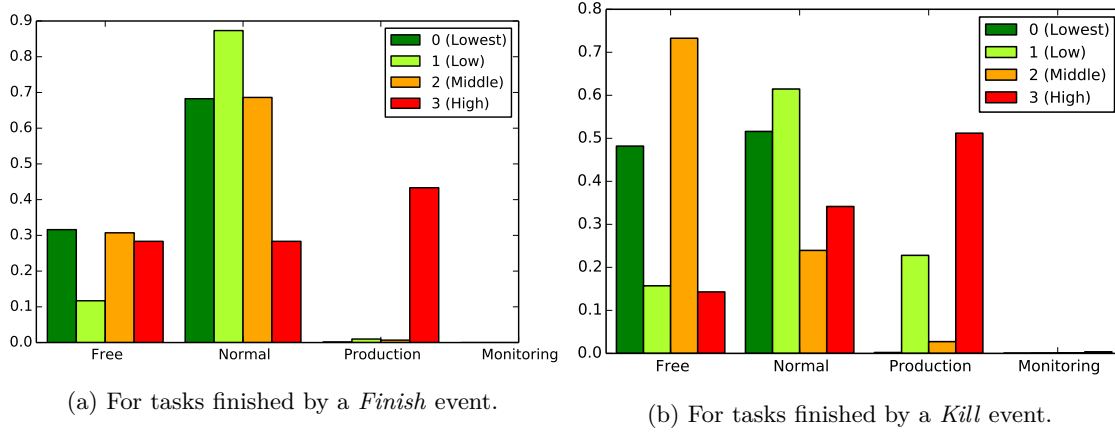 0.9
0.8
0.7
0.6
0.5
0.4
0.3
0.2
0.1
0.0
0 (Lowest)
1 (Low)
2 (Middle)
3 (High)
Free Normal Production Monitoring
(a) For tasks finished by a Finish event.
0.8
0.7
0.6
0.5
0.4
0.3
0.2
0.1
0.0
0 (Lowest)
1 (Low)
2 (Middle)
3 (High)
Free Normal Production Monitoring
(b) For tasks finished by a Kill event.